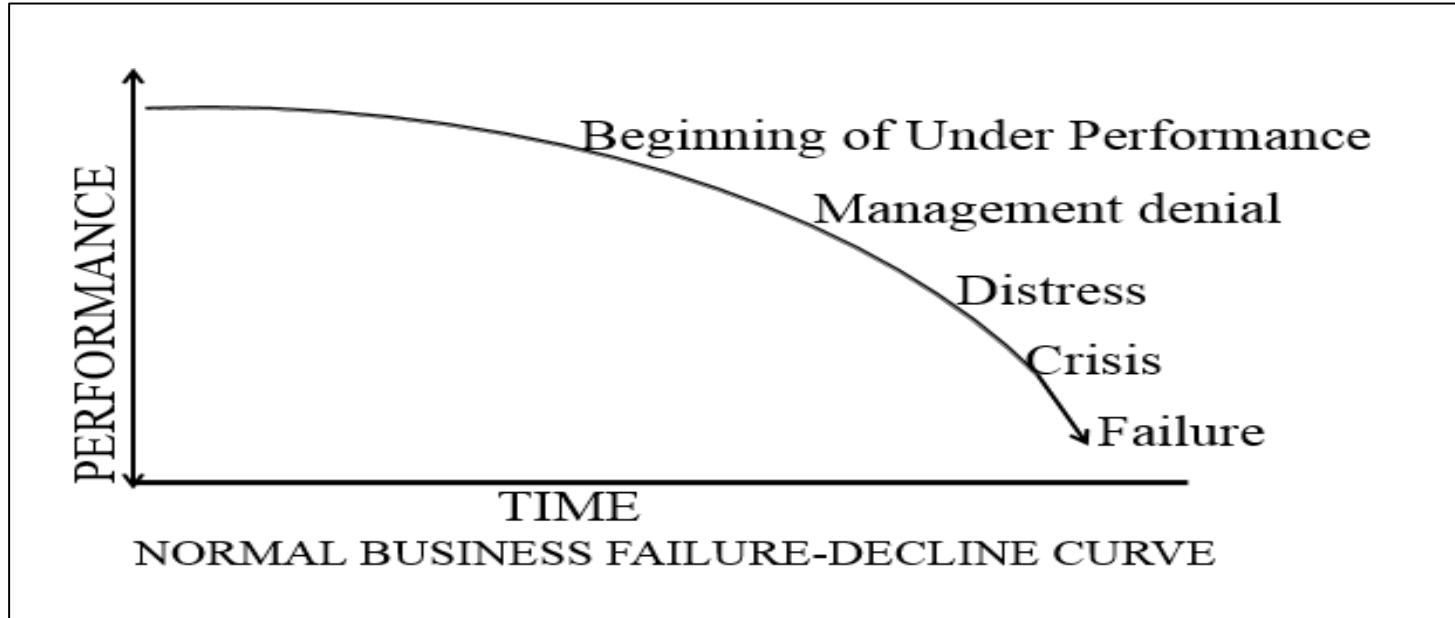 PERFORMANCE
Beginning of Under Performance
Management denial
Distress
Crisis
Failure
TIME
NORMAL BUSINESS FAILURE-DECLINE CURVE